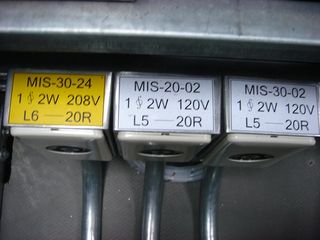 MIS-30-24
1 ϕ 2W 208V
L6 — 20R
MIS-20-02
1 ϕ 2W 120V
L5 — 20R
MIS-30-02
1 ϕ 2W 120V
L5 — 20R